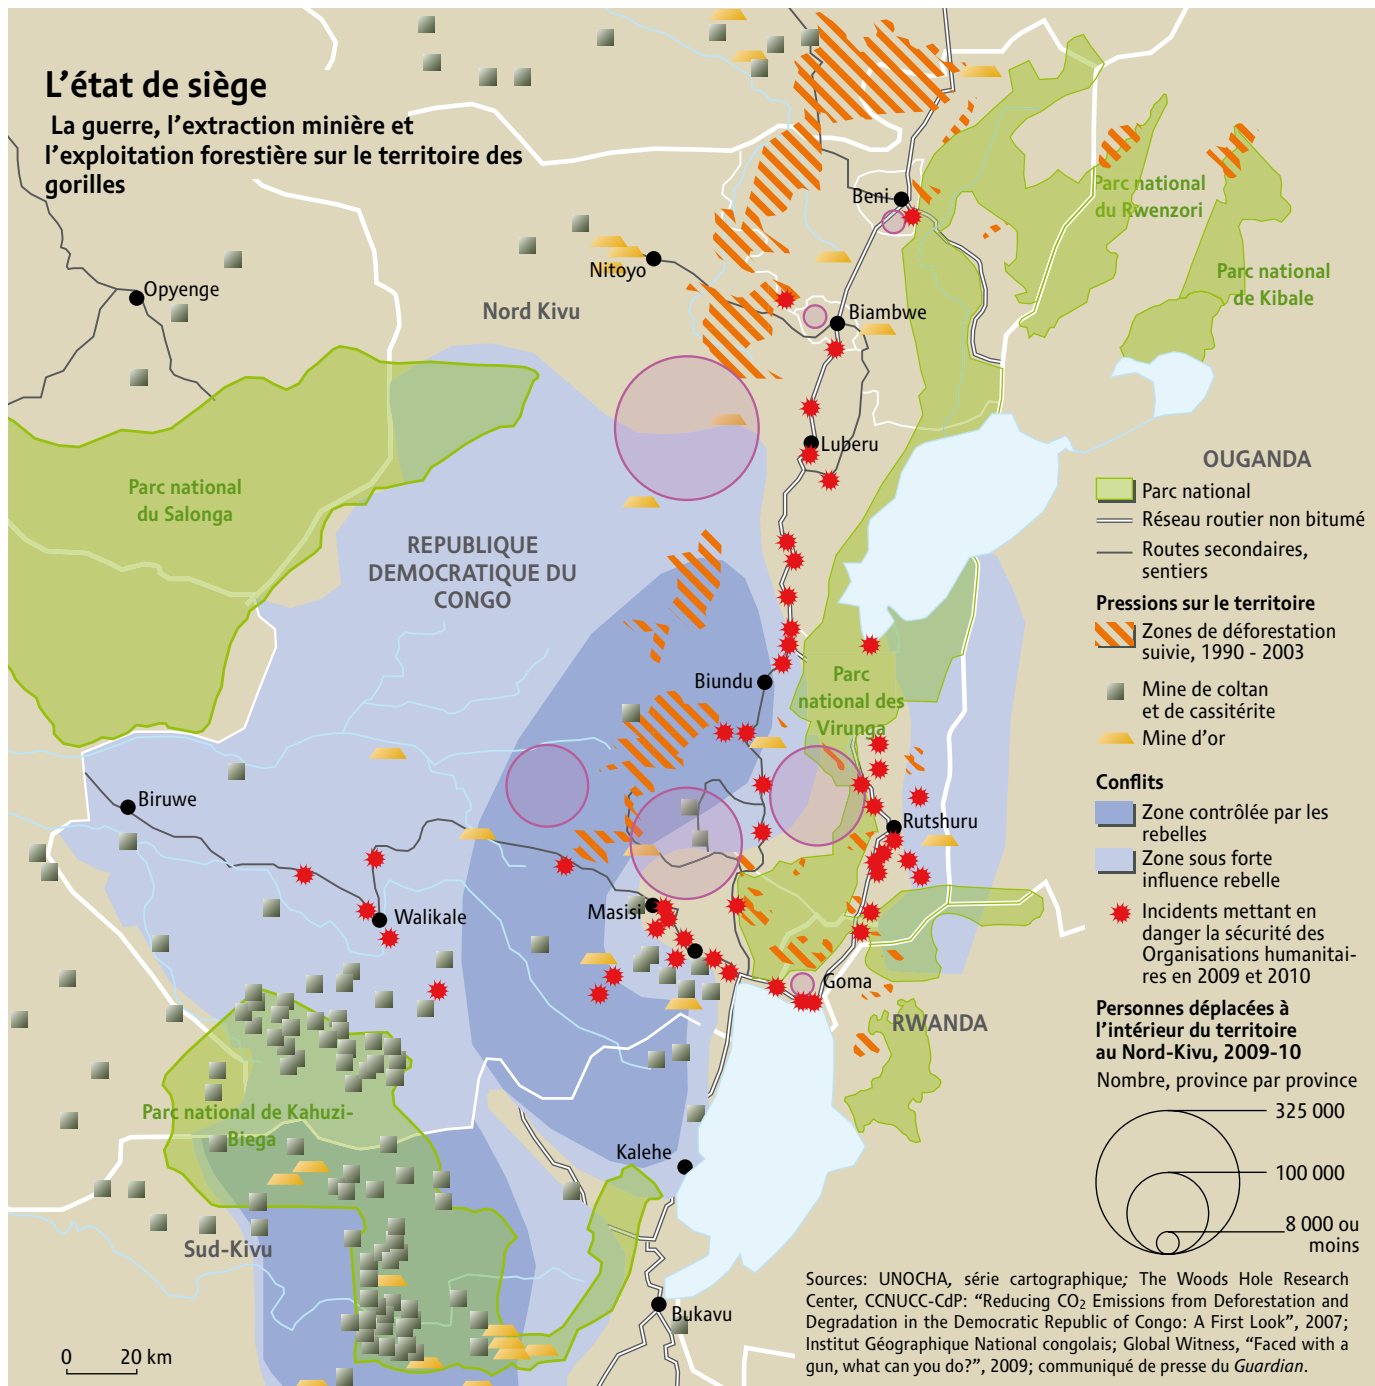 L’état de siège
La guerre, l’extraction minière et
l’exploitation forestière sur le territoire des
gorilles
Beni
Parc national
du Rwenzori
Nitoyo
Parc national
de Kibale
Opyenge
Nord Kivu
Biambwe
Luberu
OUGANDA
Parc national
du Salonga
REPUBLIQUE
DEMOCRATIQUE DU
CONGO
Biundu
Parc
national des
Virunga
Biruwe
Rutshuru
Walikale
Masisi
Goma
RWANDA
Parc national de Kahuzi-
Biega
Kalehe
Sud-Kivu
Bukavu
0 20 km
Parc national
Réseau routier non bitumé
Routes secondaires,
sentiers
Pressions sur le territoire
Zones de déforestation
suivie, 1990 - 2003
Mine de coltan
et de cassitérite
Mine d’or
Conflits
Zone contrôlée par les
rebelles
Zone sous forte
influence rebelle
Incidents mettant en
danger la sécurité des
Organisations humanitai-
res en 2009 et 2010
Personnes déplacées à
l’intérieur du territoire
au Nord-Kivu, 2009-10
Nombre, province par province
325 000
100 000
8 000 ou
moins
Sources: UNOCHA, série cartographique; The Woods Hole Research
Center, CCNUCC-CdP: “Reducing CO2 Emissions from Deforestation and
Degradation in the Democratic Republic of Congo: A First Look”, 2007;
Institut Géographique National congolais; Global Witness, “Faced with a
gun, what can you do?”, 2009; communiqué de presse du Guardian.